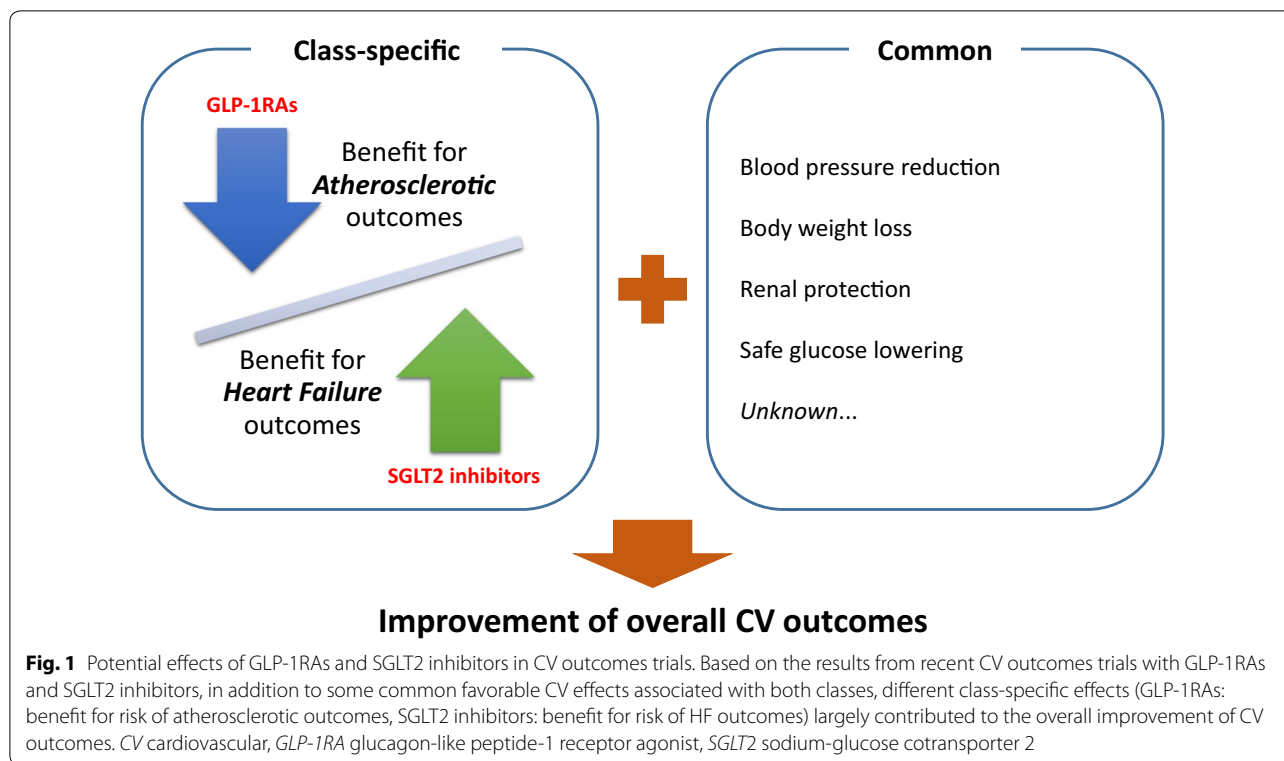 Class-specific
GLP-1RAs
Benefit for
Atherosclerotic
outcomes
Benefit for
Heart Failure
outcomes
SGLT2 inhibitors
Common
Blood pressure reduction
Body weight loss
Renal protection
Safe glucose lowering
Unknown...
Improvement of overall CV outcomes
Fig. 1 Potential effects of GLP-1RAs and SGLT2 inhibitors in CV outcomes trials. Based on the results from recent CV outcomes trials with GLP-1RAs
and SGLT2 inhibitors, in addition to some common favorable CV effects associated with both classes, different class-specific effects (GLP-1RAs:
benefit for risk of atherosclerotic outcomes, SGLT2 inhibitors: benefit for risk of HF outcomes) largely contributed to the overall improvement of CV
outcomes. CV cardiovascular, GLP-1RA glucagon-like peptide-1 receptor agonist, SGLT2 sodium-glucose cotransporter 2